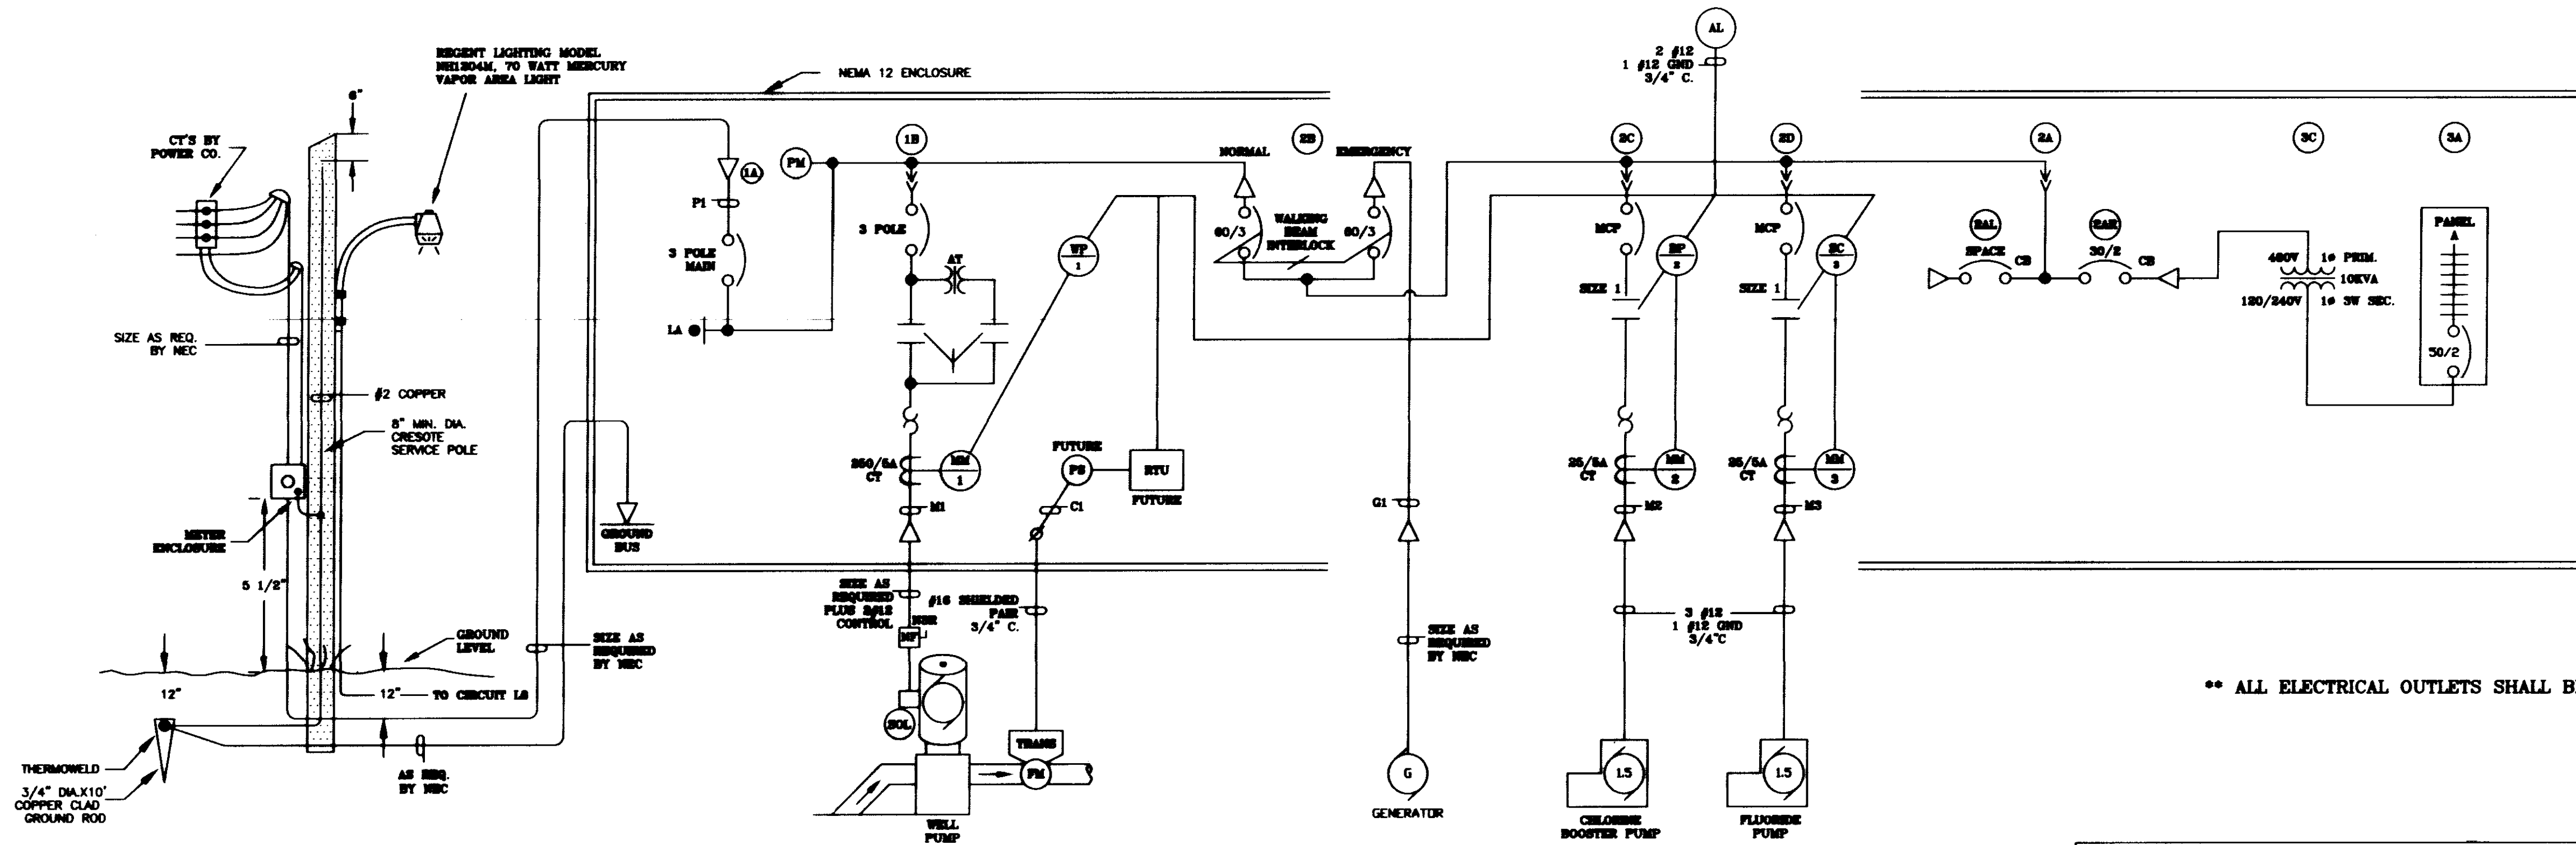 REGENT LIGHTING MODEL
NH1204M, 70 WATT MERCURY
VAPOR AREA LIGHT
6"
CT'S BY
POWER CO.
SIZE AS REQ.
BY NEC
#2 COPPER
8" MIN. DIA.
CRESOTE
SERVICE POLE
METER
ENCLOSURE
5 1/2"
GROUND
LEVEL
12"
12"
TO CIRCUIT L8
THERMOWELD
3/4" DIA.X10'
COPPER CLAD
GROUND ROD
AS REQ.
BY NEC
SIZE AS
REQUIRED
BY NEC
GROUND
BUS
NEMA 12 ENCLOSURE
1A
P1
3 POLE
MAIN
LA
PM
1B
3 POLE
AT
250/5A
CT
MM
1
M1
WP
1
FUTURE
PS
RTU
FUTURE
C1
SIZE AS
REQUIRED
PLUS 2#12
CONTROL
NSR
MF
#16 SHIELDED
PAIR
3/4" C.
SOL
TRANS
FM
WELL
PUMP
NORMAL
2B
EMERGENCY
60/3
WALKING
BEAM
INTERLOCK
60/3
G1
SIZE AS
REQUIRED
BY NEC
G
GENERATOR
AL
2 #12
1 #12 GND
3/4" C.
2C
MCP
BP
2
SIZE 1
25/5A
CT
MM
2
M2
2D
MCP
SC
3
SIZE 1
25/5A
CT
MM
3
M3
3 #12
1 #12 GND
3/4"C
1.5
CHLORINE
BOOSTER PUMP
1.5
FLUORIDE
PUMP
2A
2AL
SPACE
CB
2AR
30/2
CB
3C
480V 1ø PRIM.
10KVA
120/240V 1ø 3W SEC.
3A
PANEL
A
50/2
** ALL ELECTRICAL OUTLETS SHALL